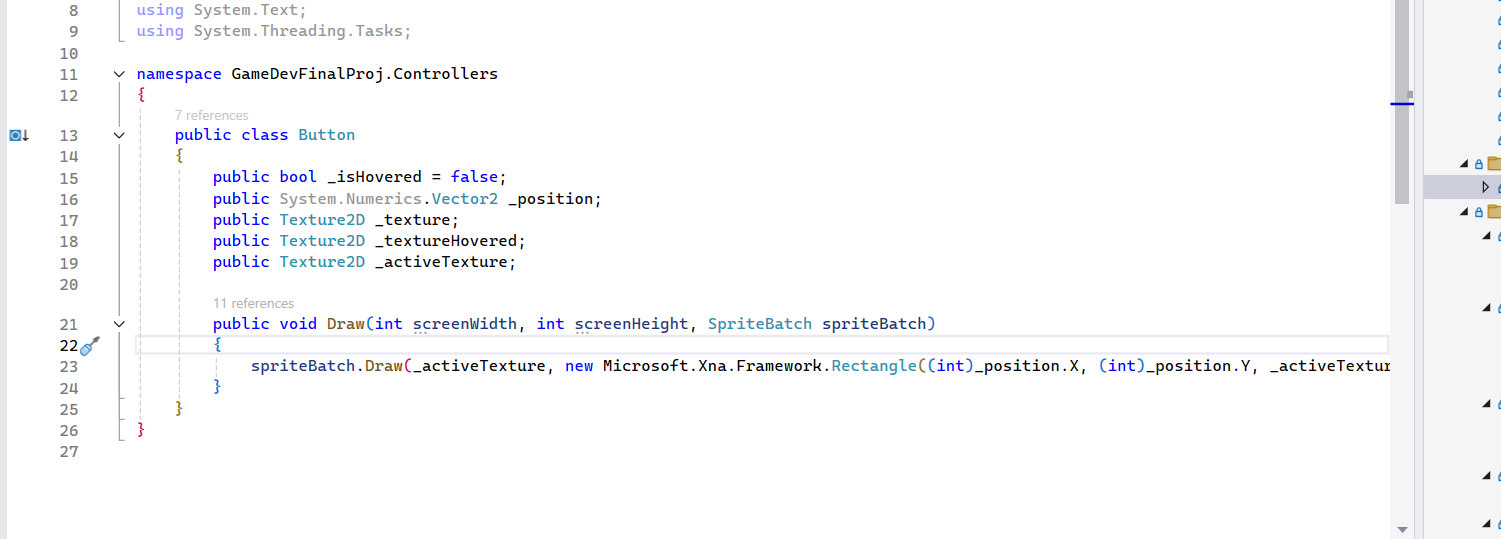 8 using System.Text;
9 using System.Threading.Tasks;
10
11 namespace GameDevFinalProj.Controllers
12 {
7 references
13 public class Button
14 {
15 public bool _isHovered = false;
16 public System.Numerics.Vector2 _position;
17 public Texture2D _texture;
18 public Texture2D _textureHovered;
19 public Texture2D _activeTexture;
20
11 references
21 public void Draw(int screenWidth, int screenHeight, SpriteBatch spriteBatch)
22 {
23 spriteBatch.Draw(_activeTexture, new Microsoft.Xna.Framework.Rectangle((int)_position.X, (int)_position.Y, _activeTextur
24 }
25 }
26 }
27